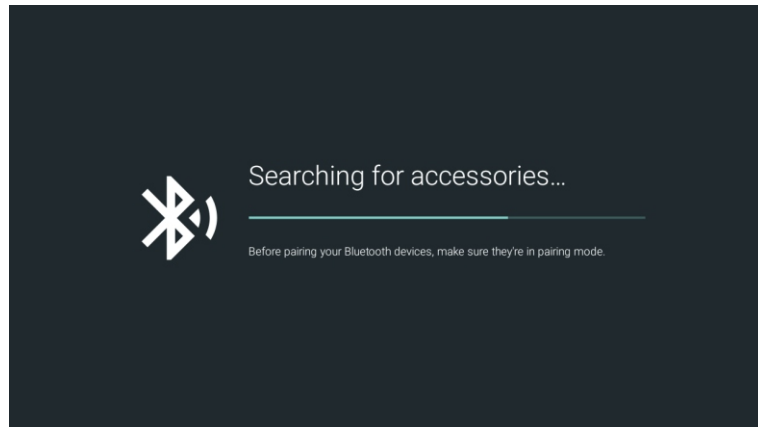 Searching for accessories...
Before pairing your Bluetooth devices, make sure they're in pairing mode.